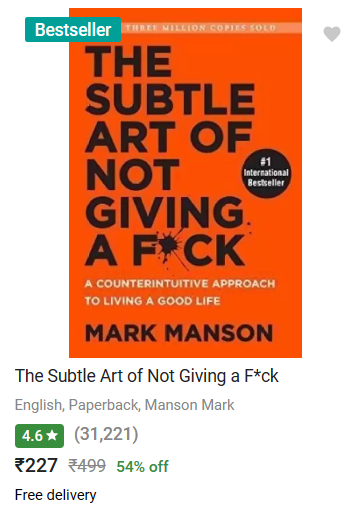 Bestseller
THREE MILLION COPIES SOLD
THE
SUBTLE
ART OF
NOT
GIVING
A F*CK
#1
International
Bestseller
A COUNTERINTUITIVE APPROACH
TO LIVING A GOOD LIFE
MARK MANSON
The Subtle Art of Not Giving a F*ck
English, Paperback, Manson Mark
4.6★ (31,221)
₹227 ₹499 54% off
Free delivery